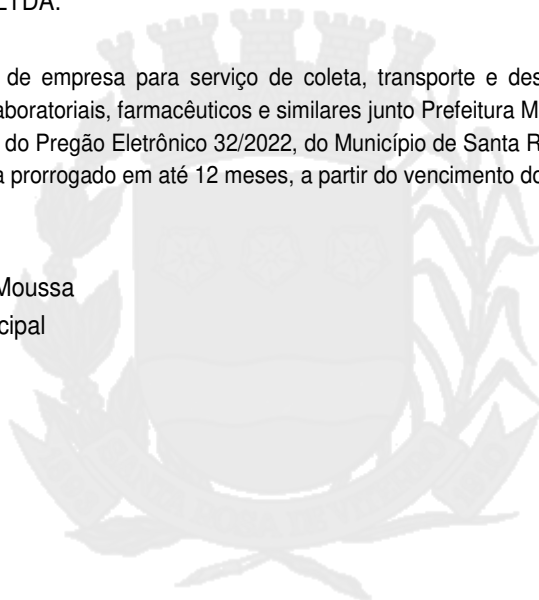 LTDA.
de empresa para serviço de coleta, transporte e des
aboratoriais, farmacêuticos e similares junto Prefeitura M
do Pregão Eletrônico 32/2022, do Município de Santa R
a prorrogado em até 12 meses, a partir do vencimento do
Moussa
cipal